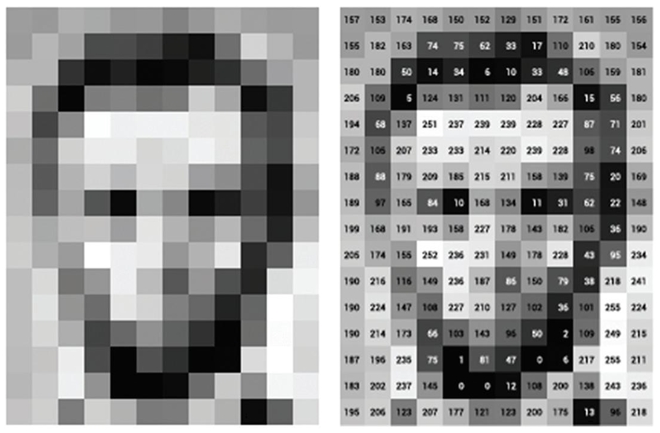 157 153 174 168 150 152 129 151 172 161 155 156
155 182 163 74 75 62 33 17 110 210 180 154
180 180 50 14 34 6 10 33 48 106 159 181
206 109 5 124 131 111 120 204 166 15 56 180
194 68 137 251 237 239 239 228 227 87 71 201
172 105 207 233 233 214 220 239 228 98 74 206
188 88 179 209 185 215 211 158 139 75 20 169
189 97 165 84 10 168 134 11 31 62 22 148
199 168 191 193 158 227 178 143 182 106 36 190
205 174 155 252 236 231 149 178 228 43 95 234
190 216 116 149 236 187 86 150 79 38 218 241
190 224 147 108 227 210 127 102 36 101 255 224
190 214 173 66 103 143 96 50 2 109 249 215
187 196 235 75 1 81 47 0 6 217 255 211
183 202 237 145 0 0 12 108 200 138 243 236
195 206 123 207 177 121 123 200 175 13 96 218